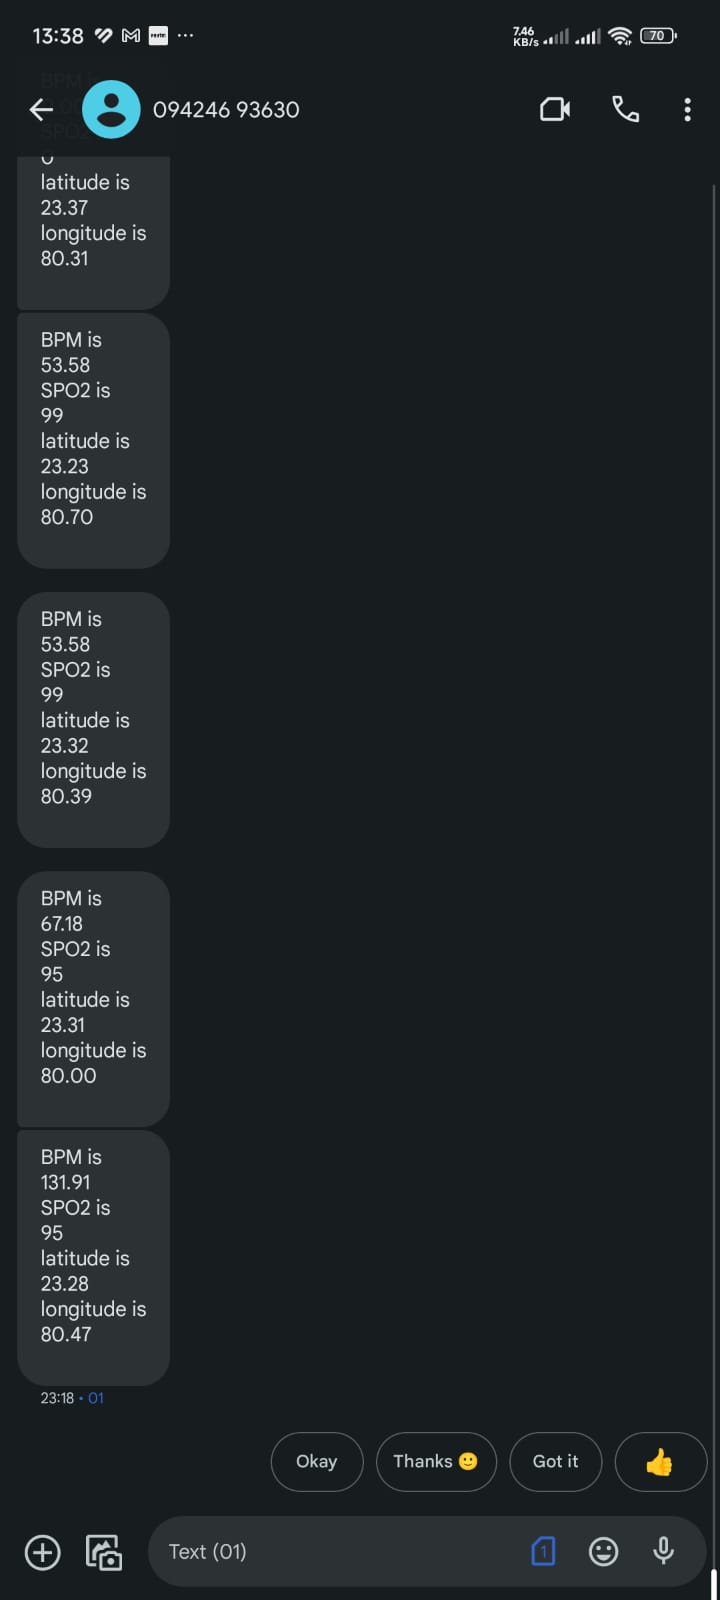 13:38
7.46
KB/s
70
BPM is
094246 93630
0
latitude is
23.37
longitude is
80.31
BPM is
53.58
SPO2 is
99
latitude is
23.23
longitude is
80.70
BPM is
53.58
SPO2 is
99
latitude is
23.32
longitude is
80.39
BPM is
67.18
SPO2 is
95
latitude is
23.31
longitude is
80.00
BPM is
131.91
SPO2 is
95
latitude is
23.28
longitude is
80.47
23:18 • 01
Okay
Thanks 🙂
Got it
👍
Text (01)
1